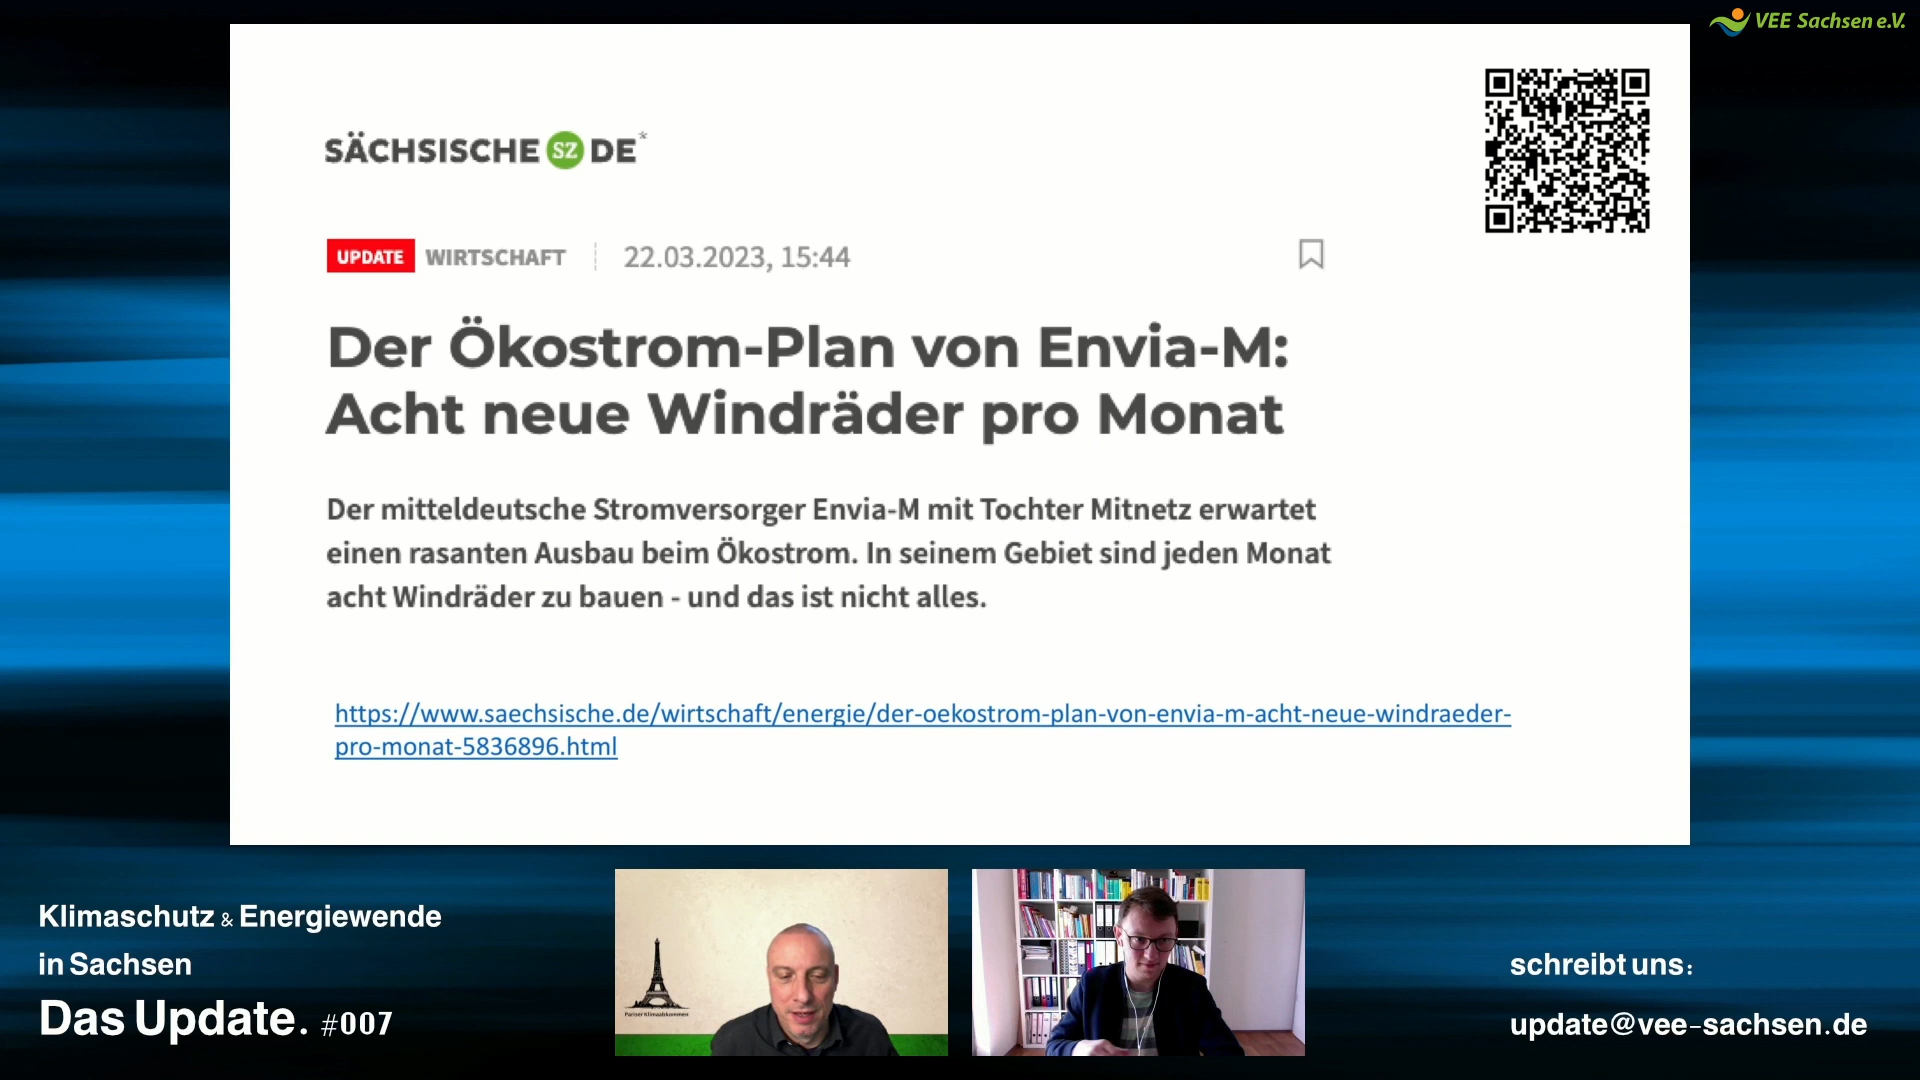 VEE Sachsen e.V.
SÄCHSISCHE SZ DE*
UPDATE WIRTSCHAFT 22.03.2023, 15:44
Der Ökostrom-Plan von Envia-M:
Acht neue Windräder pro Monat
Der mitteldeutsche Stromversorger Envia-M mit Tochter Mitnetz erwartet
einen rasanten Ausbau beim Ökostrom. In seinem Gebiet sind jeden Monat
acht Windräder zu bauen - und das ist nicht alles.
https://www.saechsische.de/wirtschaft/energie/der-oekostrom-plan-von-envia-m-acht-neue-windraeder-
pro-monat-5836896.html
Klimaschutz & Energiewende
in Sachsen
Das Update. #007
Pariser Klimaabkommen
schreibt uns:
update@vee-sachsen.de